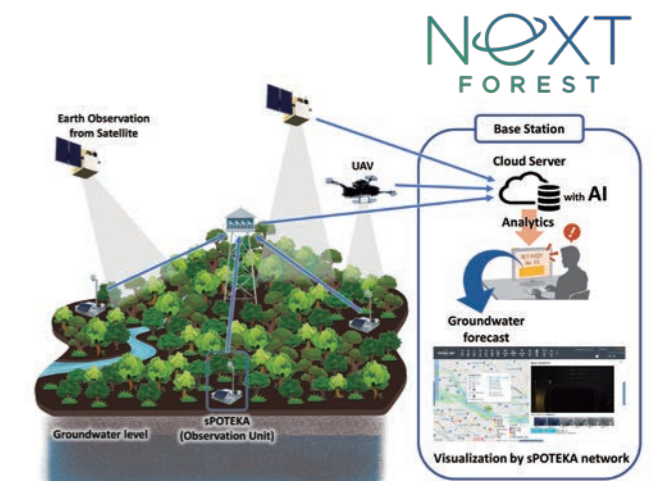 NEXT
FOREST
Earth Observation
from Satellite
UAV
Base Station
Cloud Server
with AI
Analytics
Groundwater
forecast
sPOTEKA
(Observation Unit)
Groundwater level
Visualization by sPOTEKA network